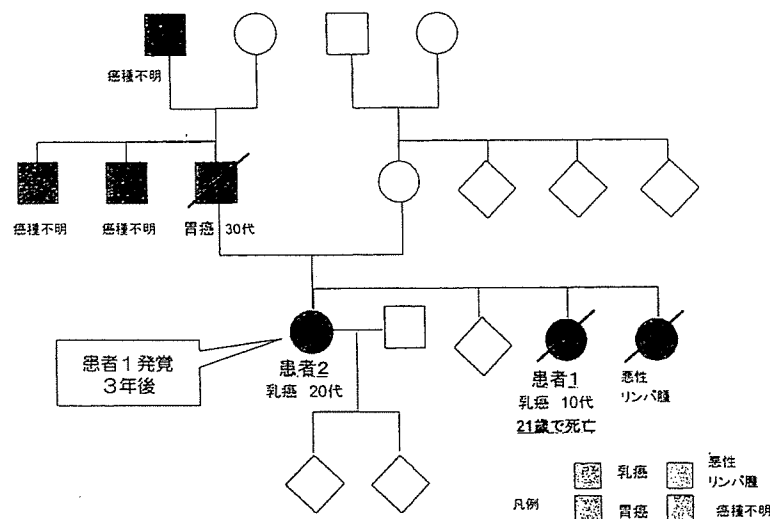 癌種不明
癌種不明
癌種不明
胃癌 30代
患者1発覚
3年後
患者2
乳癌 20代
患者1
乳癌 10代
21歳で死亡
悪性
リンパ腫
凡例
乳癌
悪性
リンパ腫
胃癌
癌種不明